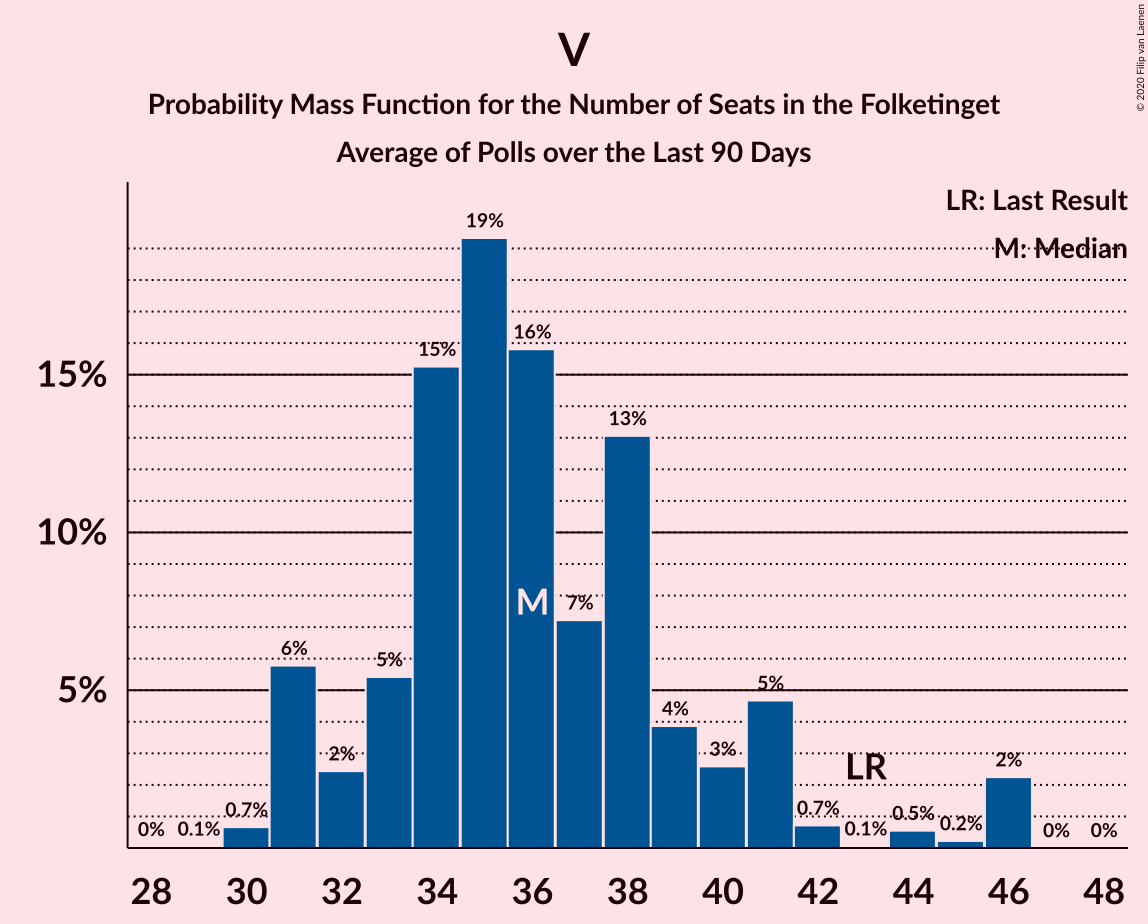 V
Probability Mass Function for the Number of Seats in the Folketinget
Average of Polls over the Last 90 Days
© 2020 Filip van Laenen
LR: Last Result
M: Median
19%
16%
15%
15%
13%
10%
M
7%
6%
5%
5%
5%
4%
3%
2%
LR
2%
0.7%
0.7%
0.5%
0.2%
0%
0.1%
0.1%
0%
0%
28 30 32 34 36 38 40 42 44 46 48